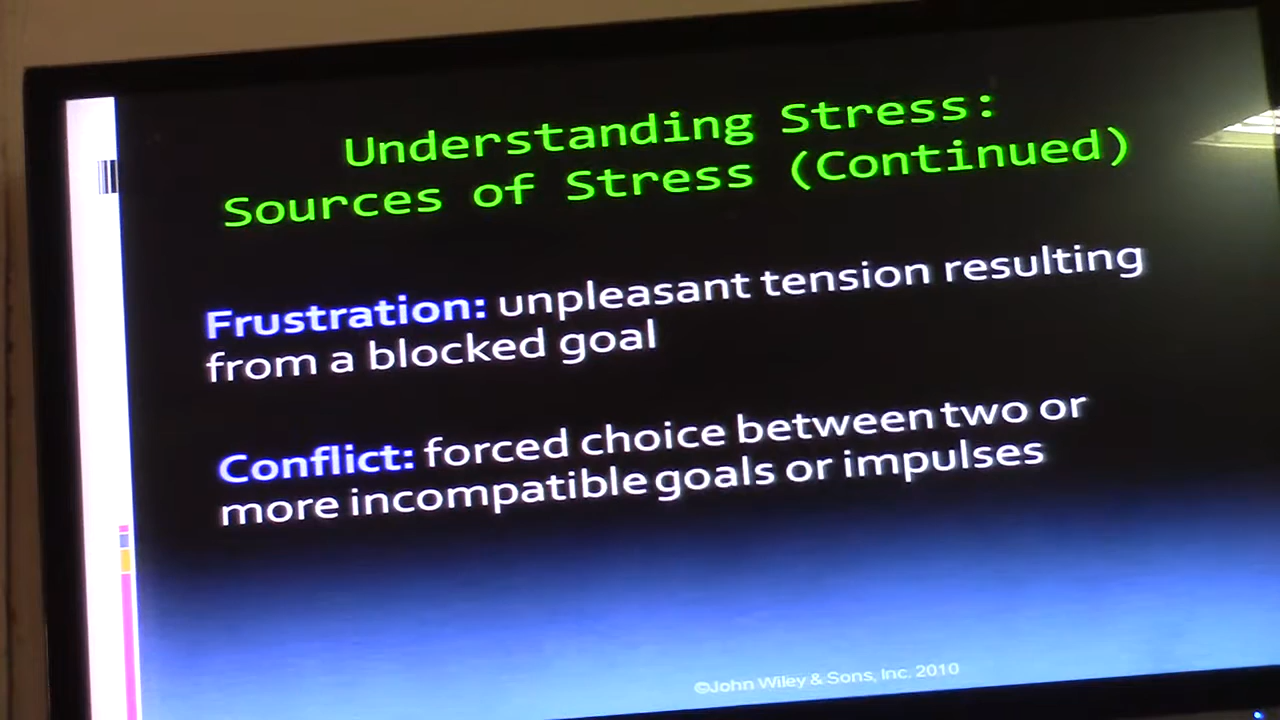 Understanding Stress:
Sources of Stress (Continued)
Frustration: unpleasant tension resulting
from a blocked goal
Conflict: forced choice between two or
more incompatible goals or impulses
©John Wiley & Sons, Inc. 2010